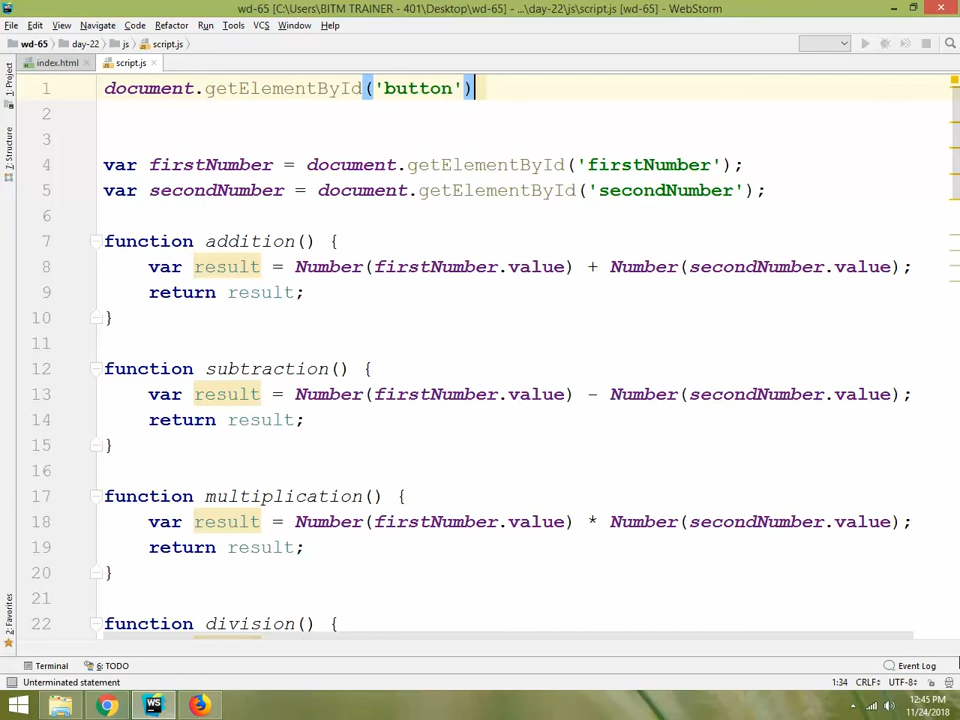 wd-65 [C:\Users\BITM TRAINER - 401\Desktop\wd-65] - ...\day-22\js\script.js [wd-65] - WebStorm
File Edit View Navigate Code Refactor Run Tools VCS Window Help
wd-65 day-22 js script.js
index.html script.js
1: Project
7: Structure
2: Favorites
1 document.getElementById('button')
2
3
4 var firstNumber = document.getElementById('firstNumber');
5 var secondNumber = document.getElementById('secondNumber');
6
7 function addition() {
8 var result = Number(firstNumber.value) + Number(secondNumber.value);
9 return result;
10 }
11
12 function subtraction() {
13 var result = Number(firstNumber.value) - Number(secondNumber.value);
14 return result;
15 }
16
17 function multiplication() {
18 var result = Number(firstNumber.value) * Number(secondNumber.value);
19 return result;
20 }
21
22 function division() {
Terminal 6: TODO Event Log
Unterminated statement 1:34 CRLF÷ UTF-8÷
WS
12:45 PM
11/24/2018